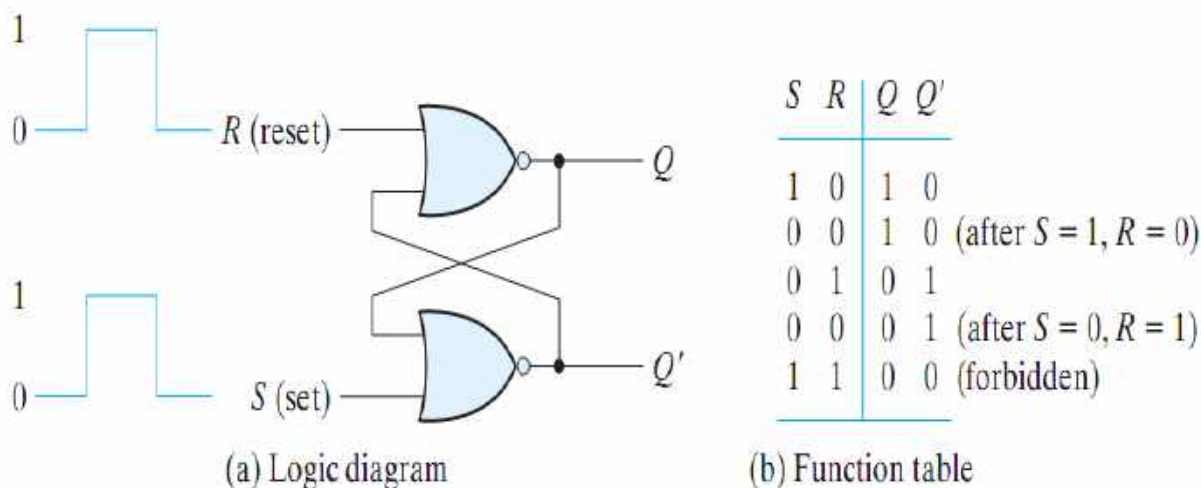 1
0
R (reset)
Q
1
0
S (set)
Q'
(a) Logic diagram
S R Q Q'
1 0 1 0
0 0 1 0 (after S = 1, R = 0)
0 1 0 1
0 0 0 1 (after S = 0, R = 1)
1 1 0 0 (forbidden)
(b) Function table